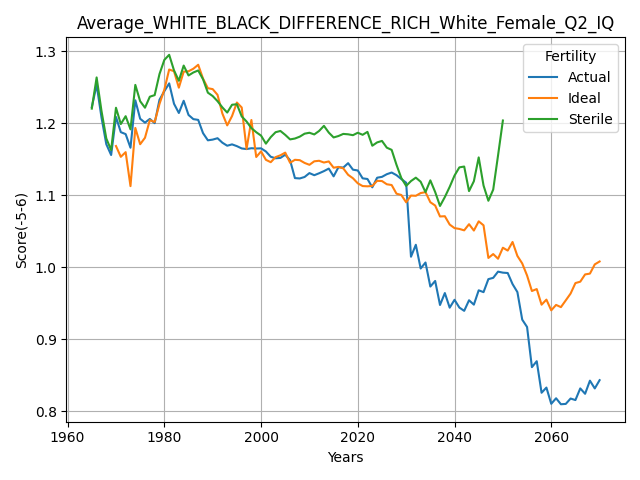 Average_WHITE_BLACK_DIFFERENCE_RICH_White_Female_Q2_IQ
Fertility
Actual
Ideal
Sterile
Score(-5-6)
1.3
1.2
1.1
1.0
0.9
0.8
1960 1980 2000 2020 2040 2060
Years